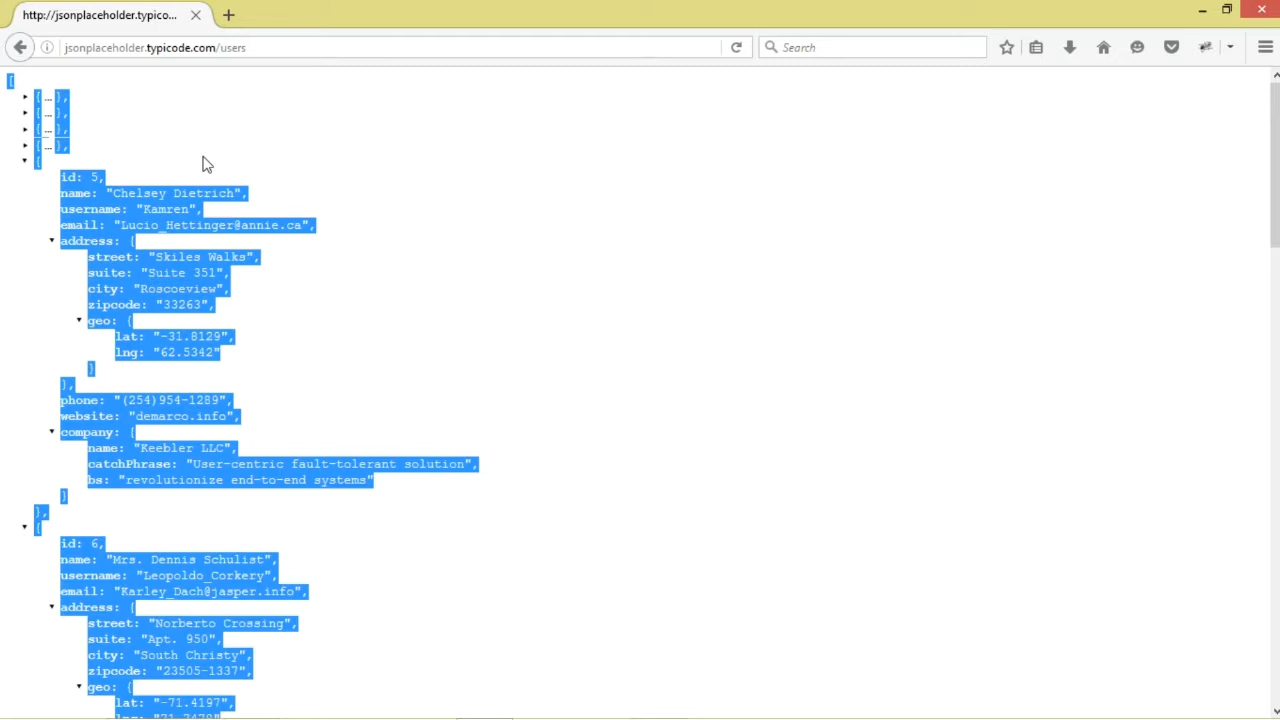 http://jsonplaceholder.typico...
jsonplaceholder.typicode.com/users
Search
[
{ ... },
{ ... },
{ ... },
{ ... },
{
id: 5,
name: "Chelsey Dietrich",
username: "Kamren",
email: "Lucio_Hettinger@annie.ca",
address: {
street: "Skiles Walks",
suite: "Suite 351",
city: "Roscoeview",
zipcode: "33263",
geo: {
lat: "-31.8129",
lng: "62.5342"
}
},
phone: "(254)954-1289",
website: "demarco.info",
company: {
name: "Keebler LLC",
catchPhrase: "User-centric fault-tolerant solution",
bs: "revolutionize end-to-end systems"
}
},
{
id: 6,
name: "Mrs. Dennis Schulist",
username: "Leopoldo_Corkery",
email: "Karley_Dach@jasper.info",
address: {
street: "Norberto Crossing",
suite: "Apt. 950",
city: "South Christy",
zipcode: "23505-1337",
geo: {
lat: "-71.4197",
lng: "71.7478"